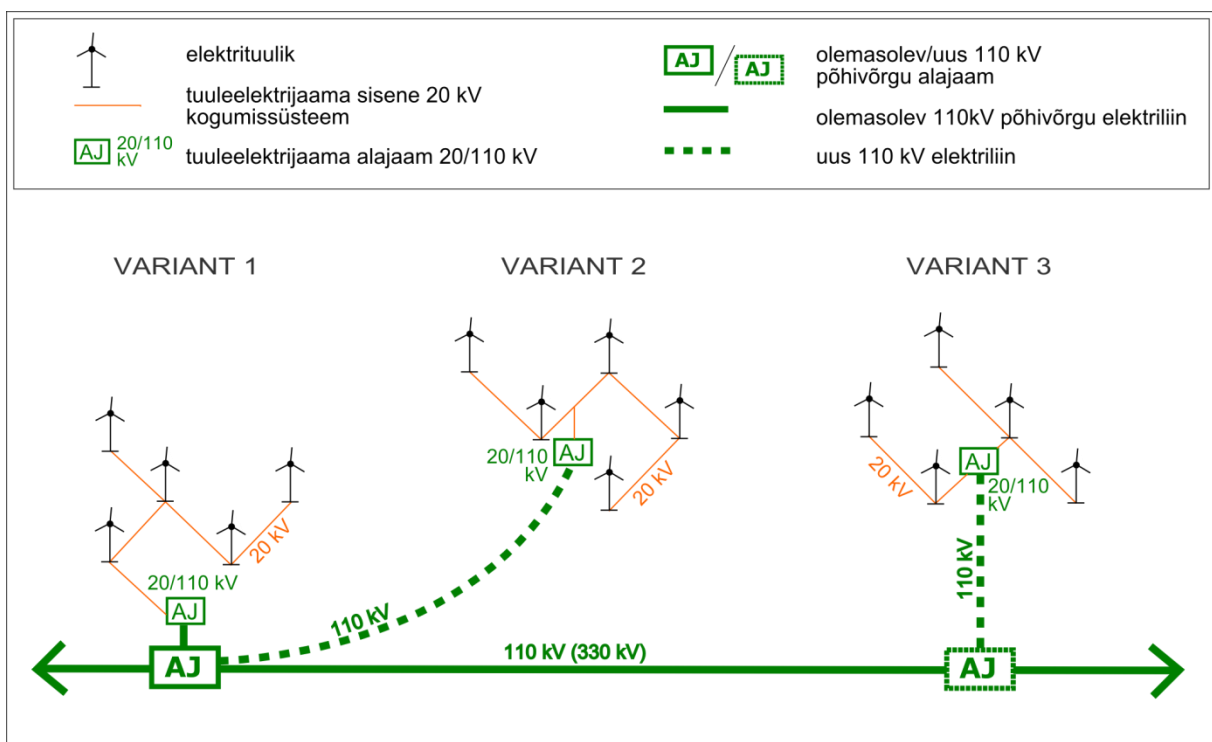 elektrituulik
tuuleelektrijaama sisene 20 kV
kogumissüsteem
AJ 20/110
kV
tuuleelektrijaama alajaam 20/110 kV
AJ / AJ
olemasolev/uus 110 kV
põhivõrgu alajaam
olemasolev 110kV põhivõrgu elektriliin
uus 110 kV elektriliin
VARIANT 1
VARIANT 2
VARIANT 3
20 kV
20/110 kV
AJ
AJ
20/110
kV
AJ
20 kV
110 kV
20 kV
AJ
20/110
kV
110 kV
110 kV (330 kV)
AJ